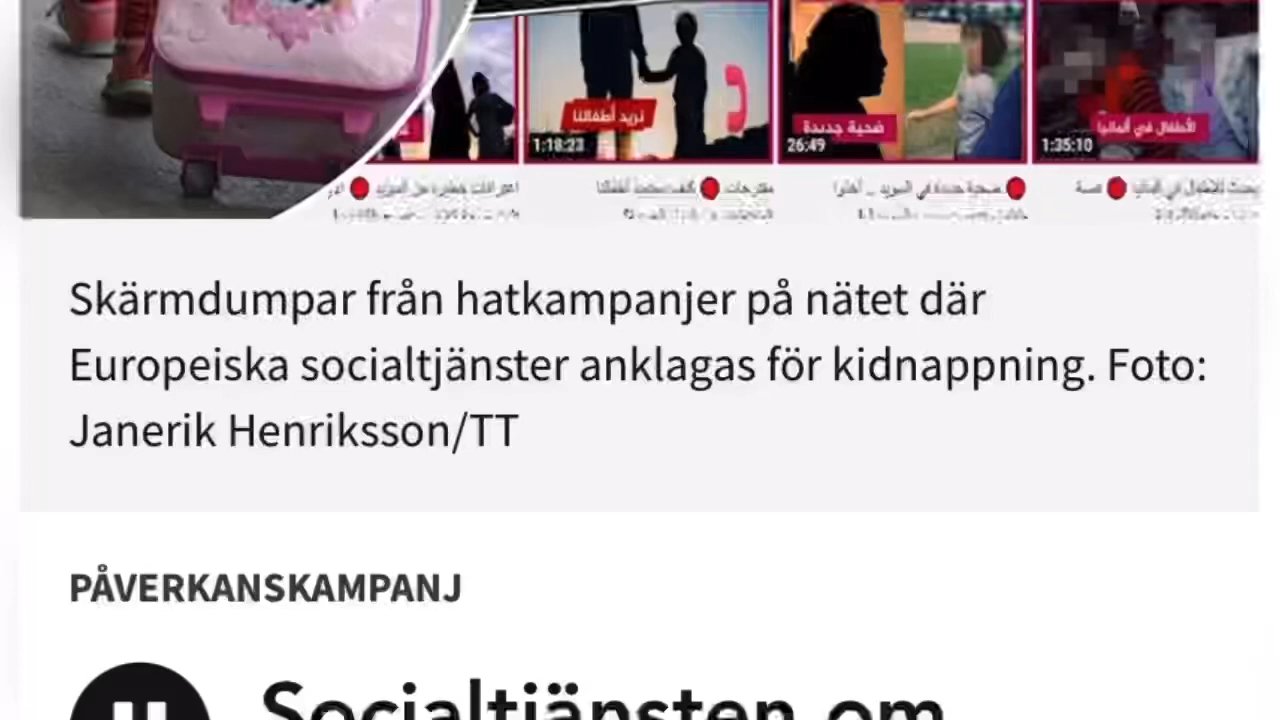 نريد أطفالنا
1:18:23
ضحية جديدة
26:49
الأطفال في ألمانيا
1:35:10
Skärmdumpar från hatkampanjer på nätet där
Europeiska socialtjänster anklagas för kidnappning. Foto:
Janerik Henriksson/TT
PÅVERKANSKAMPANJ
Socialtjänsten om